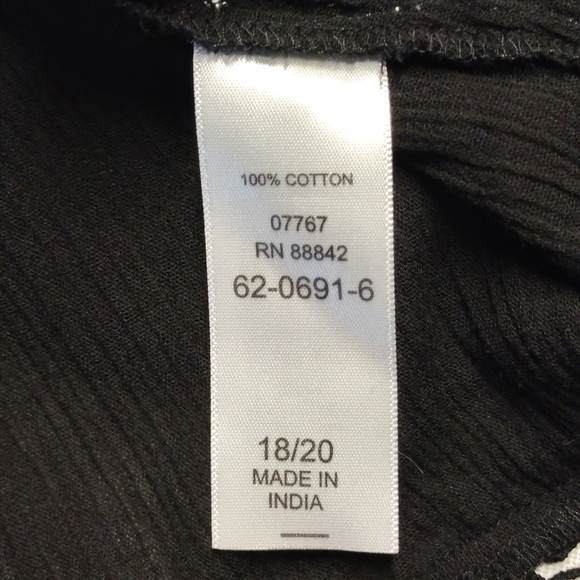 100% COTTON
07767
RN 88842
62-0691-6
18/20
MADE IN
INDIA